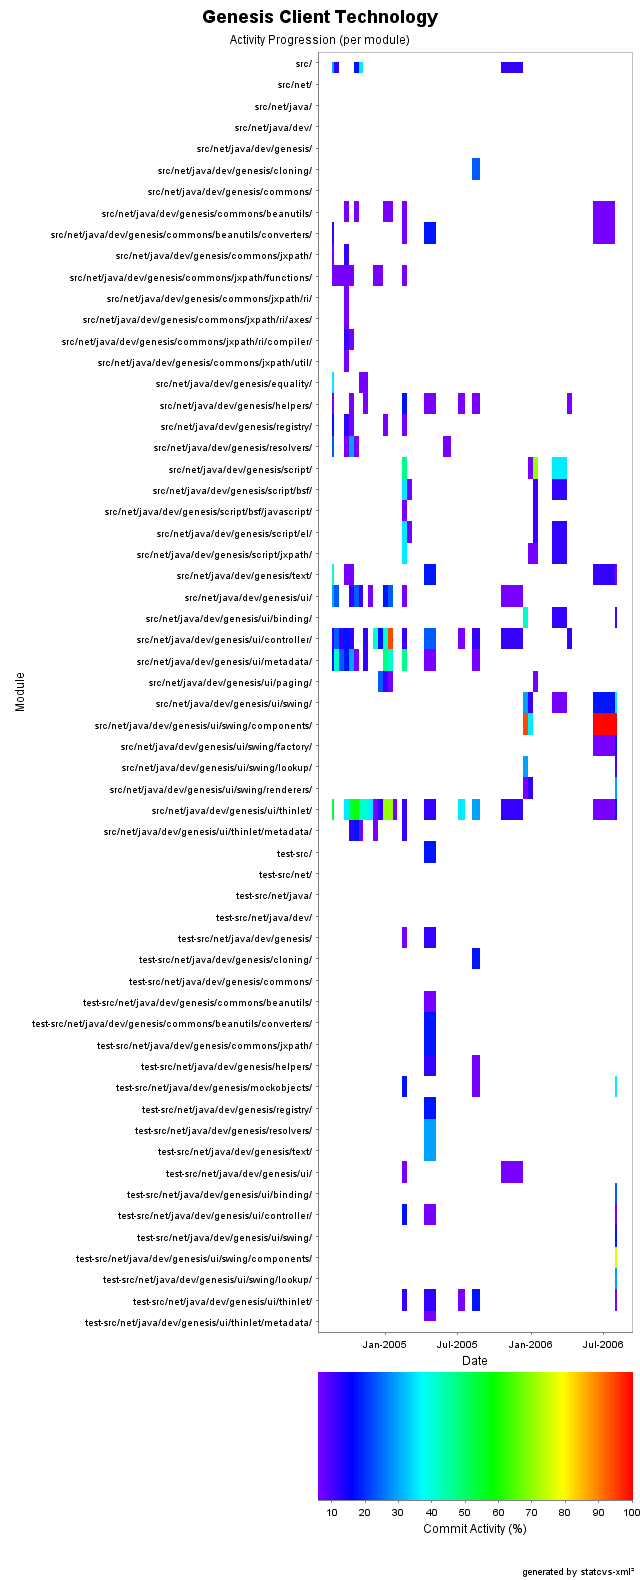 Genesis Client Technology
Activity Progression (per module)
src/
src/net/
src/net/java/
src/net/java/dev/
src/net/java/dev/genesis/
src/net/java/dev/genesis/cloning/
src/net/java/dev/genesis/commons/
src/net/java/dev/genesis/commons/beanutils/
src/net/java/dev/genesis/commons/beanutils/converters/
src/net/java/dev/genesis/commons/jxpath/
src/net/java/dev/genesis/commons/jxpath/functions/
src/net/java/dev/genesis/commons/jxpath/ri/
src/net/java/dev/genesis/commons/jxpath/ri/axes/
src/net/java/dev/genesis/commons/jxpath/ri/compiler/
src/net/java/dev/genesis/commons/jxpath/util/
src/net/java/dev/genesis/equality/
src/net/java/dev/genesis/helpers/
src/net/java/dev/genesis/registry/
src/net/java/dev/genesis/resolvers/
src/net/java/dev/genesis/script/
src/net/java/dev/genesis/script/bsf/
src/net/java/dev/genesis/script/bsf/javascript/
src/net/java/dev/genesis/script/el/
src/net/java/dev/genesis/script/jxpath/
src/net/java/dev/genesis/text/
src/net/java/dev/genesis/ui/
src/net/java/dev/genesis/ui/binding/
src/net/java/dev/genesis/ui/controller/
src/net/java/dev/genesis/ui/metadata/
src/net/java/dev/genesis/ui/paging/
src/net/java/dev/genesis/ui/swing/
src/net/java/dev/genesis/ui/swing/components/
src/net/java/dev/genesis/ui/swing/factory/
src/net/java/dev/genesis/ui/swing/lookup/
src/net/java/dev/genesis/ui/swing/renderers/
src/net/java/dev/genesis/ui/thinlet/
src/net/java/dev/genesis/ui/thinlet/metadata/
test-src/
test-src/net/
test-src/net/java/
test-src/net/java/dev/
test-src/net/java/dev/genesis/
test-src/net/java/dev/genesis/cloning/
test-src/net/java/dev/genesis/commons/
test-src/net/java/dev/genesis/commons/beanutils/
test-src/net/java/dev/genesis/commons/beanutils/converters/
test-src/net/java/dev/genesis/commons/jxpath/
test-src/net/java/dev/genesis/helpers/
test-src/net/java/dev/genesis/mockobjects/
test-src/net/java/dev/genesis/registry/
test-src/net/java/dev/genesis/resolvers/
test-src/net/java/dev/genesis/text/
test-src/net/java/dev/genesis/ui/
test-src/net/java/dev/genesis/ui/binding/
test-src/net/java/dev/genesis/ui/controller/
test-src/net/java/dev/genesis/ui/swing/
test-src/net/java/dev/genesis/ui/swing/components/
test-src/net/java/dev/genesis/ui/swing/lookup/
test-src/net/java/dev/genesis/ui/thinlet/
test-src/net/java/dev/genesis/ui/thinlet/metadata/
Module
Jan-2005 Jul-2005 Jan-2006 Jul-2006
Date
10 20 30 40 50 60 70 80 90 100
Commit Activity (%)
generated by statcvs-xml²